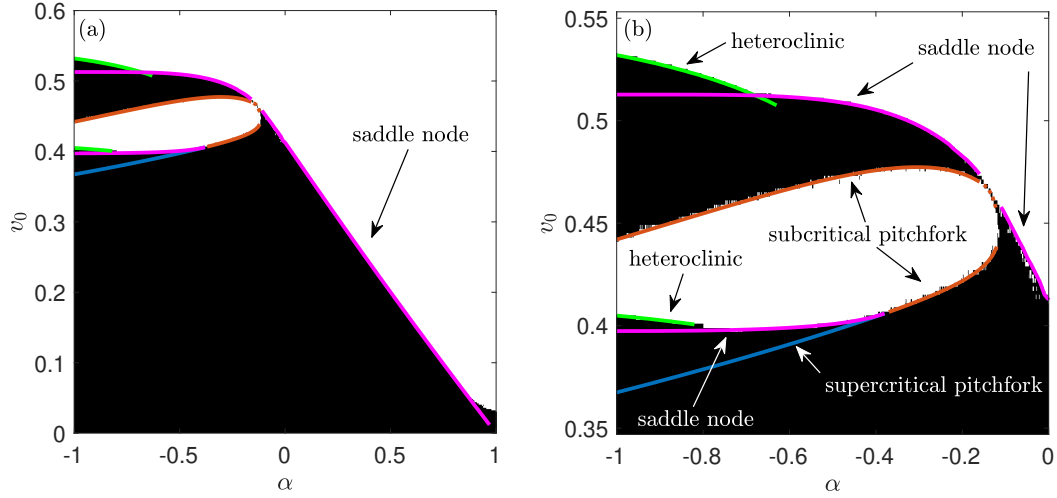 (a)
0.6
0.5
0.4
0.3
0.2
0.1
0
v0
saddle node
-1
-0.5
0
0.5
1
α
(b)
0.55
0.5
0.45
0.4
0.35
v0
heteroclinic
saddle node
subcritical pitchfork
heteroclinic
supercritical pitchfork
saddle node
-1
-0.8
-0.6
-0.4
-0.2
0
α